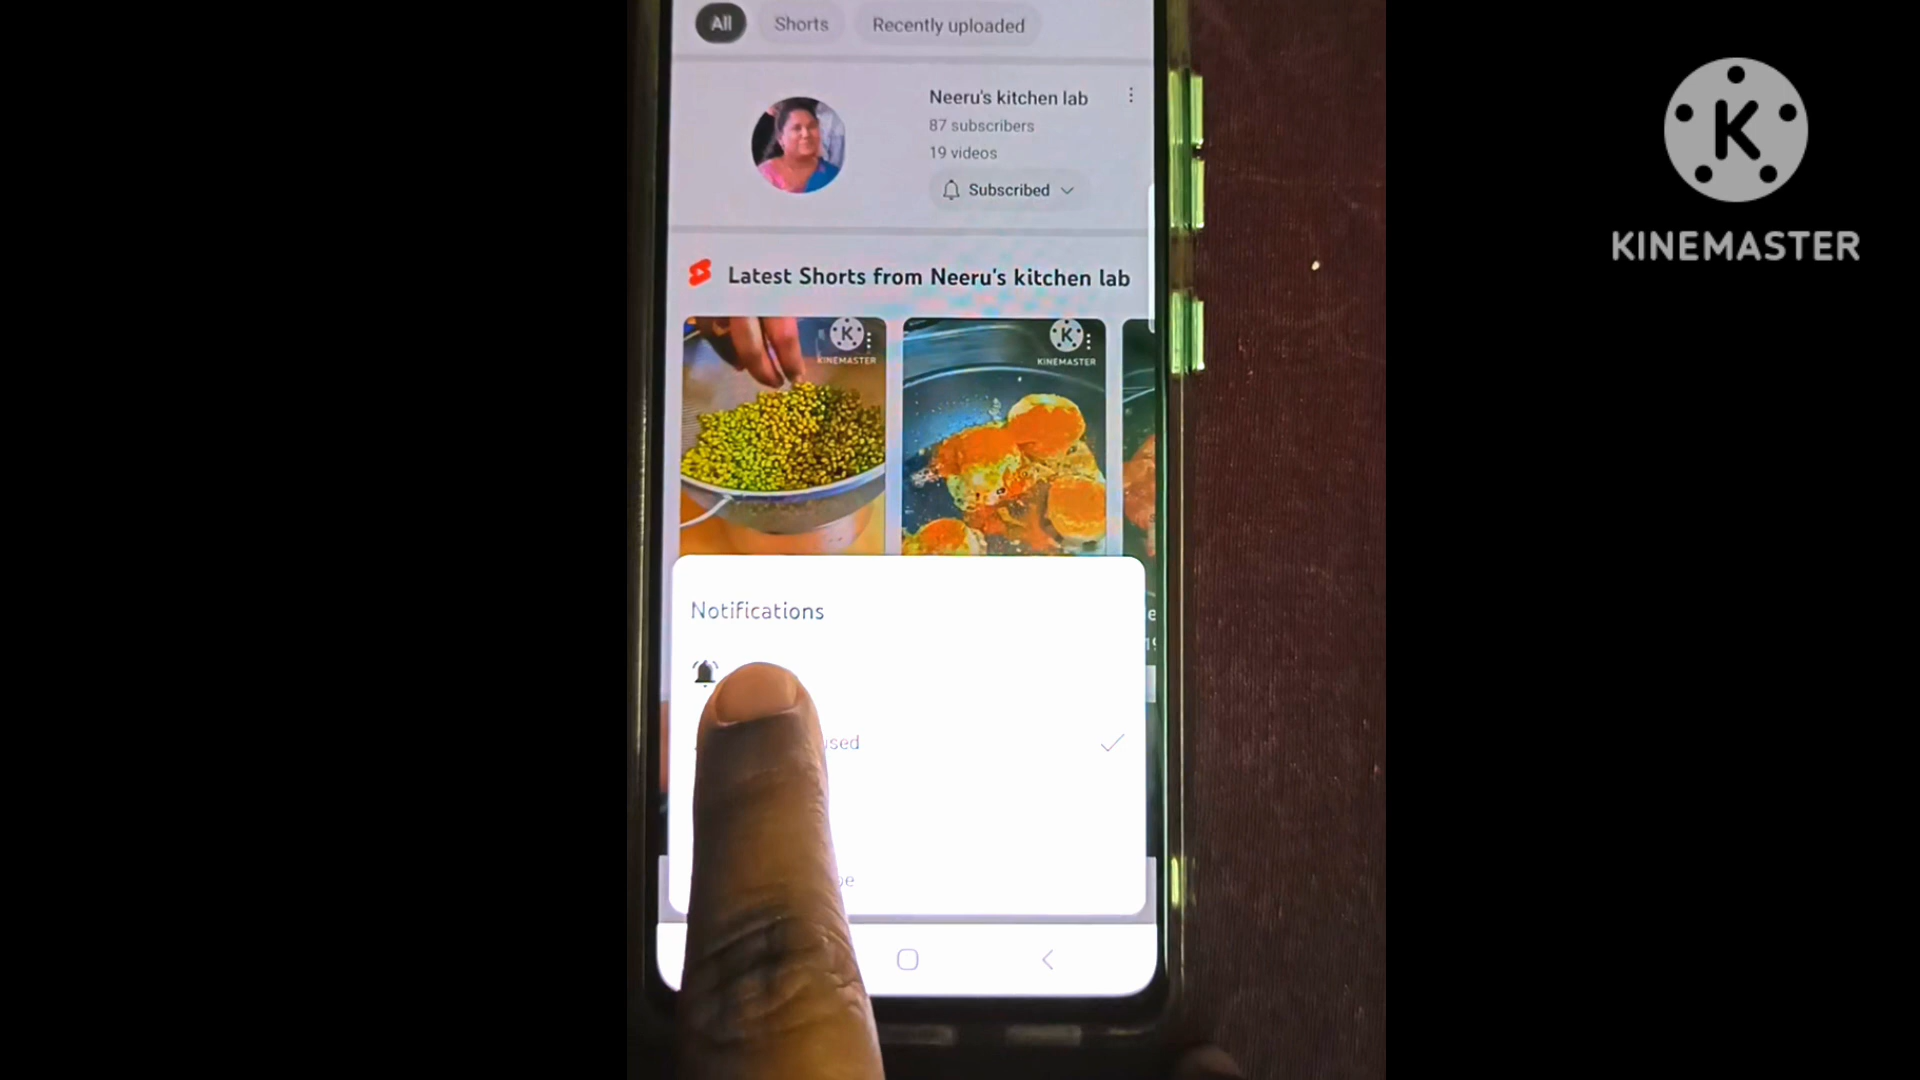 All
Shorts
Recently uploaded
Neeru's kitchen lab
87 subscribers
19 videos
Subscribed
Latest Shorts from Neeru's kitchen lab
K
KINEMASTER
K
KINEMASTER
Notifications
K
KINEMASTER